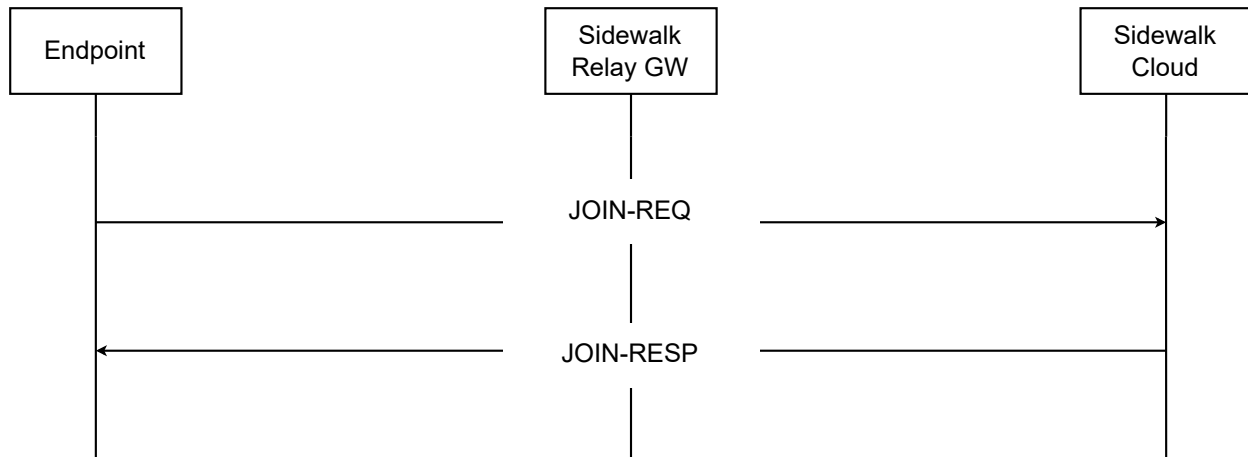 Endpoint
Sidewalk
Relay GW
Sidewalk
Cloud
JOIN-REQ
JOIN-RESP